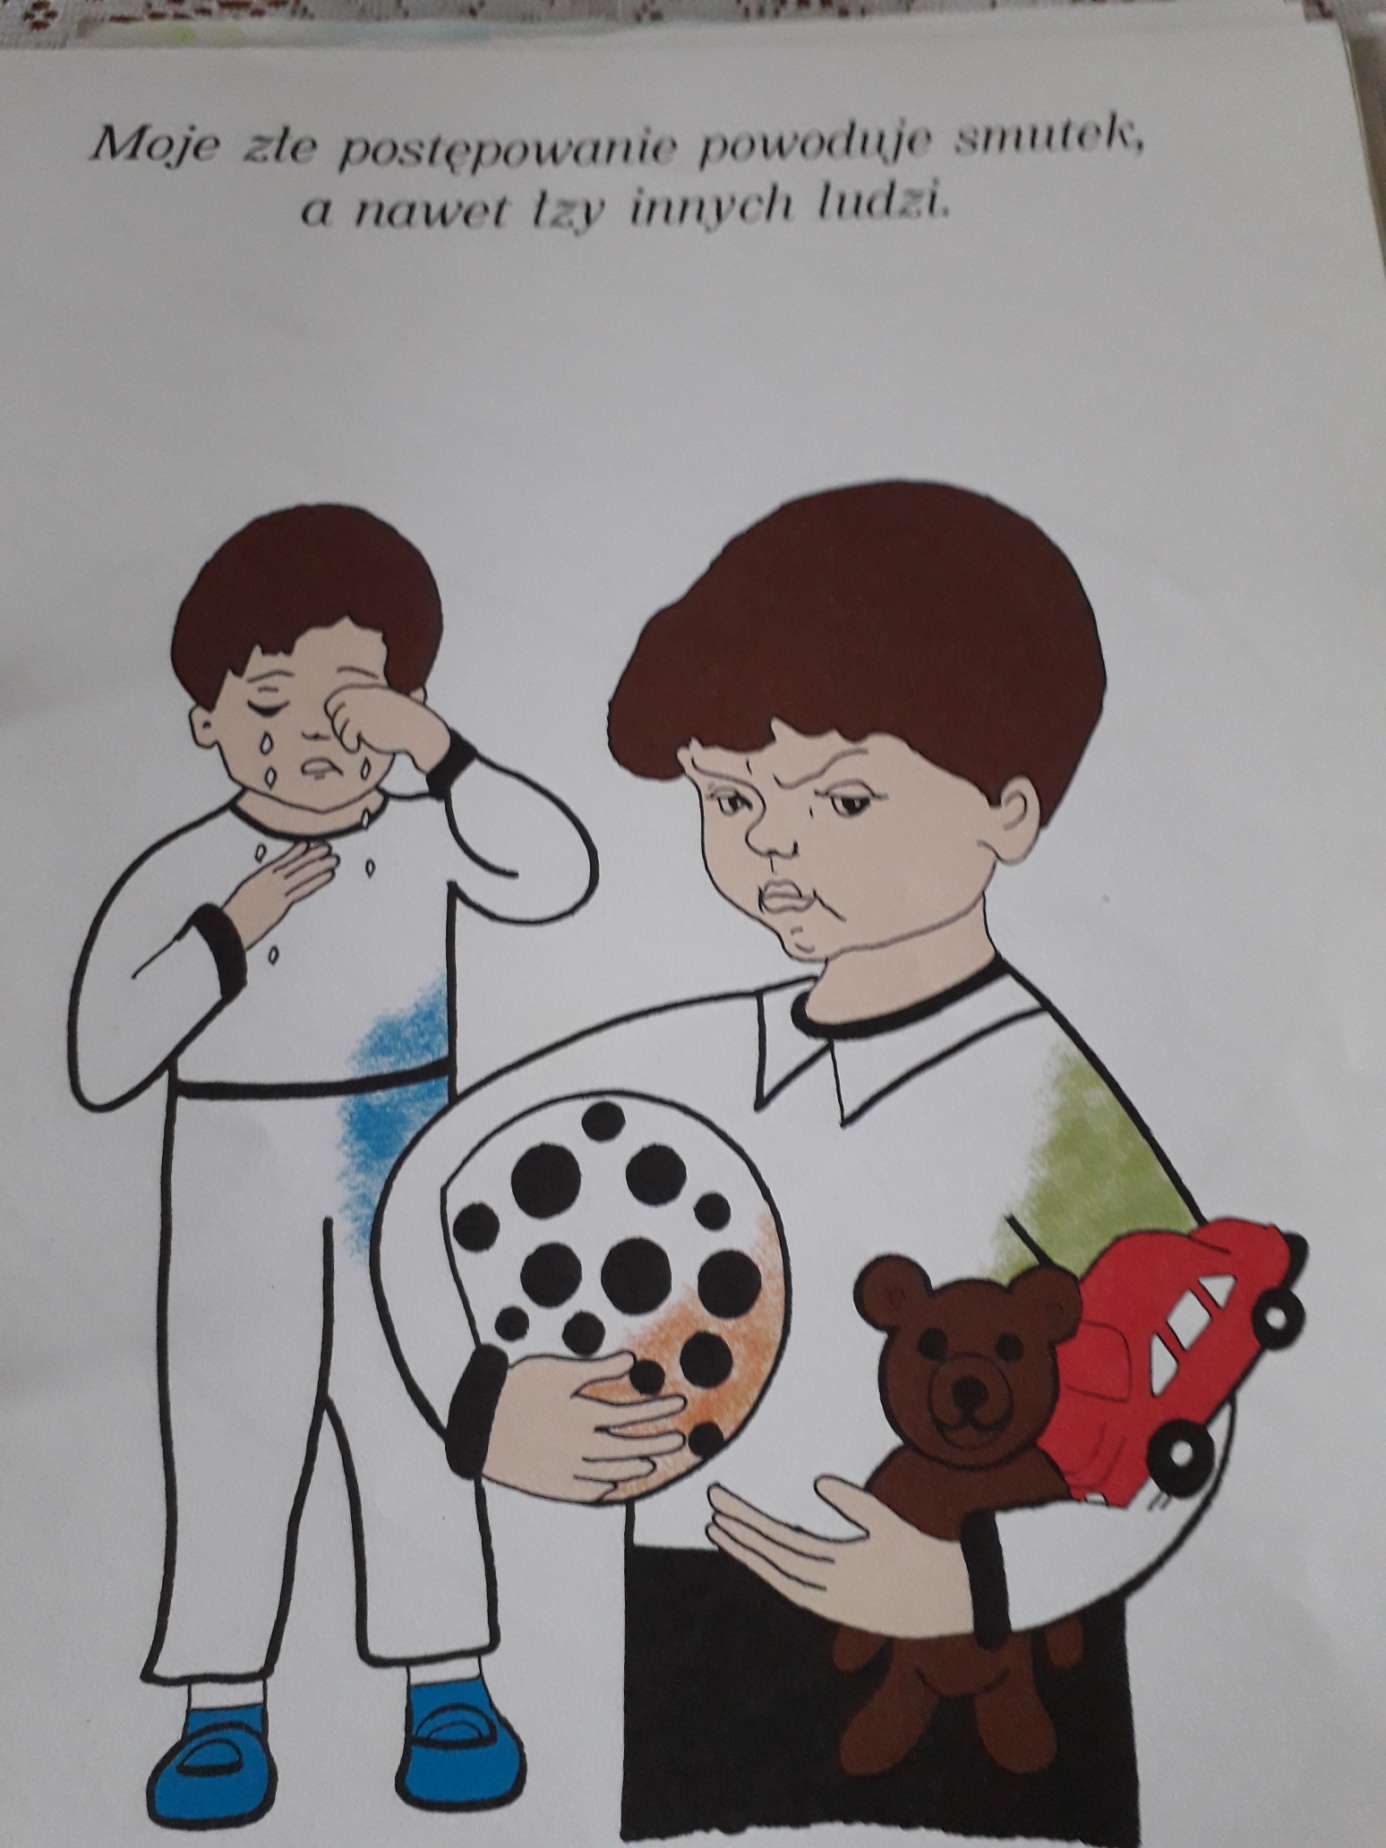 Moje złe postępowanie powoduje smutek,
a nawet łzy innych ludzi.